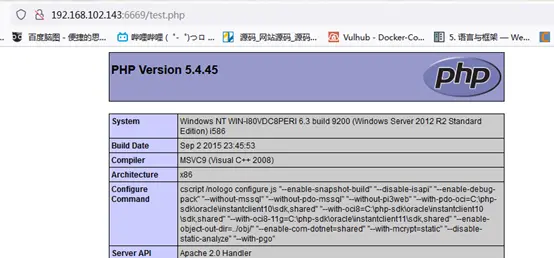 192.168.102.143:6669/test.php
百度脑图 - 便捷的思... 哔哩哔哩 ( ゜- ゜)つロ ... 源码_网站源码_源码... Vulhub - Docker-Co... 5. 语言与框架 — We
PHP Version 5.4.45
php
System Windows NT WIN-I80VDC8PERI 6.3 build 9200 (Windows Server 2012 R2 Standard
Edition) i586
Build Date Sep 2 2015 23:45:53
Compiler MSVC9 (Visual C++ 2008)
Architecture x86
Configure
Command
cscript /nologo configure.js "--enable-snapshot-build" "--disable-isapi" "--enable-debug-
pack" "--without-mssql" "--without-pdo-mssql" "--without-pi3web" "--with-pdo-oci=C:\php-
sdk\oracle\instantclient10\sdk,shared" "--with-oci8=C:\php-sdk\oracle\instantclient10
\sdk,shared" "--with-oci8-11g=C:\php-sdk\oracle\instantclient11\sdk,shared" "--enable-
object-out-dir=../obj/" "--enable-com-dotnet=shared" "--with-mcrypt=static" "--disable-
static-analyze" "--with-pgo"
Server API Apache 2.0 Handler